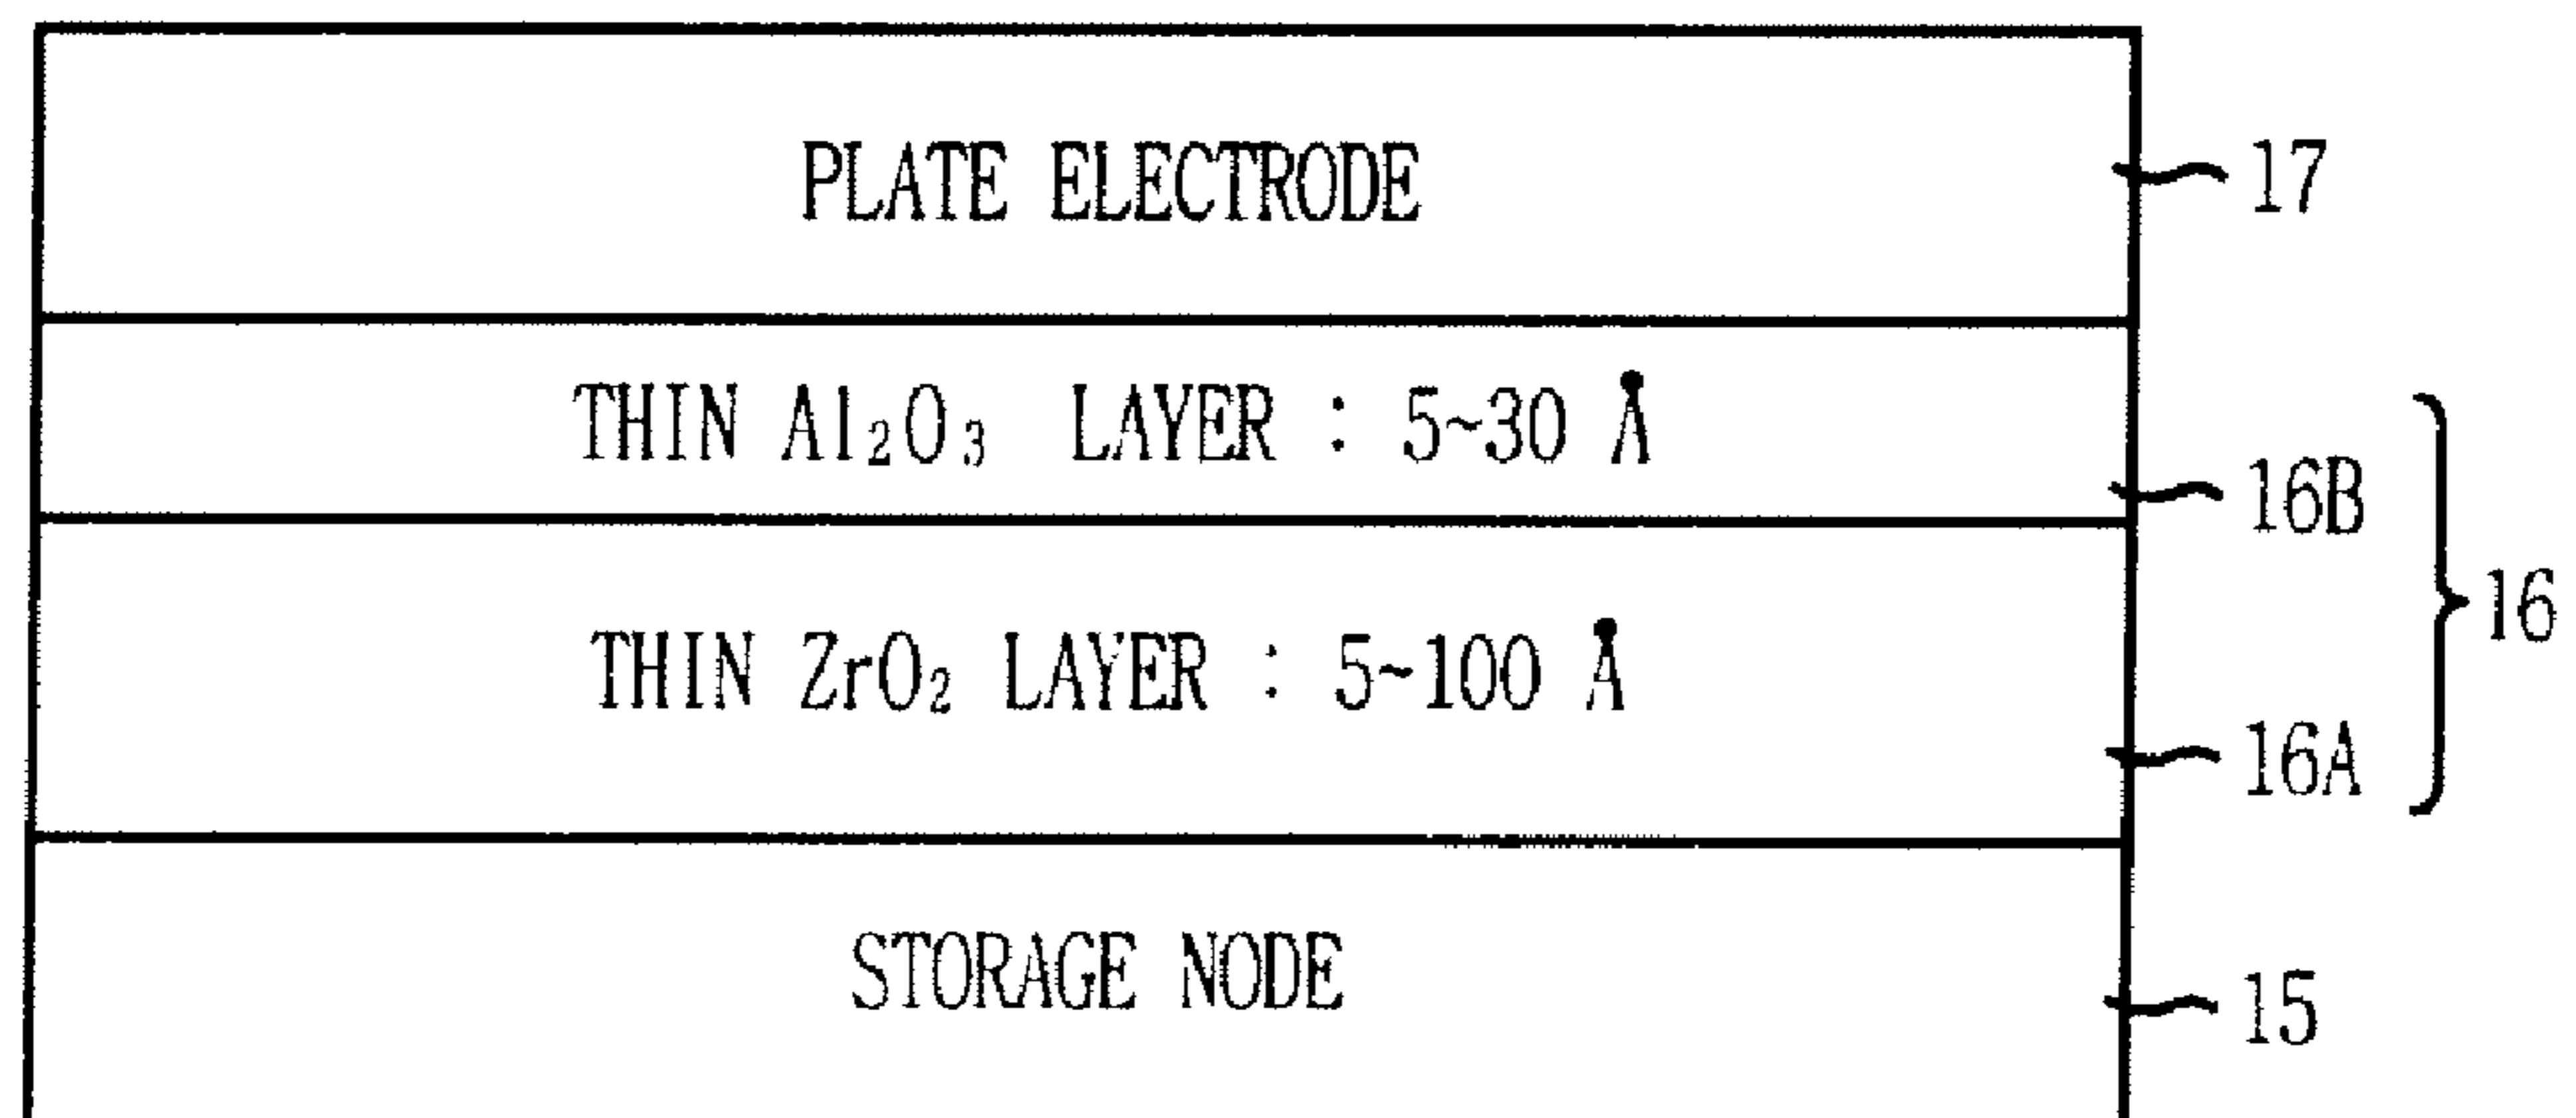 PLATE ELECTRODE
17
THIN Al₂O₃ LAYER : 5~30 Å
16B
16
THIN ZrO₂ LAYER : 5~100 Å
16A
STORAGE NODE
15